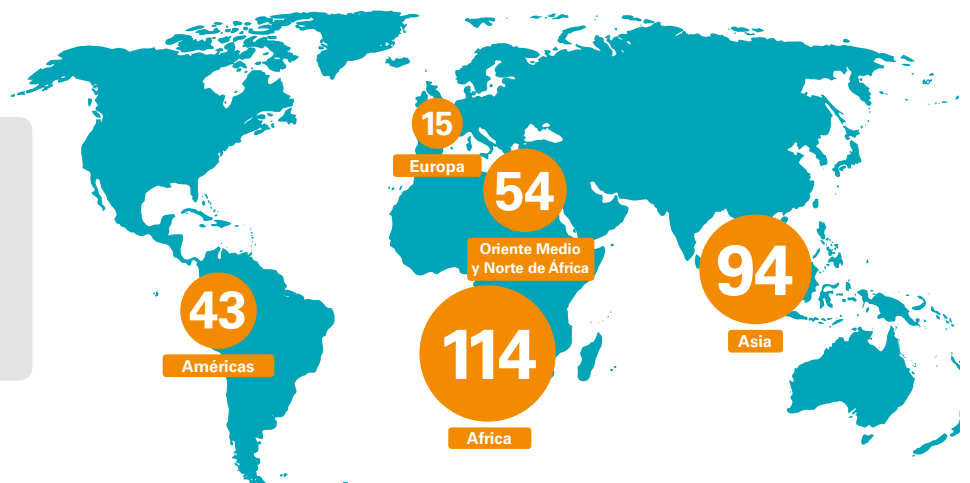 15
Europa
54
Oriente Medio
y Norte de África
94
Asia
43
Américas
114
Africa